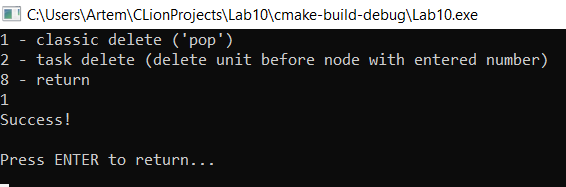 C:\Users\Artem\CLionProjects\Lab10\cmake-build-debug\Lab10.exe
1 - classic delete ('pop')
2 - task delete (delete unit before node with entered number)
8 - return
1
Success!
Press ENTER to return...